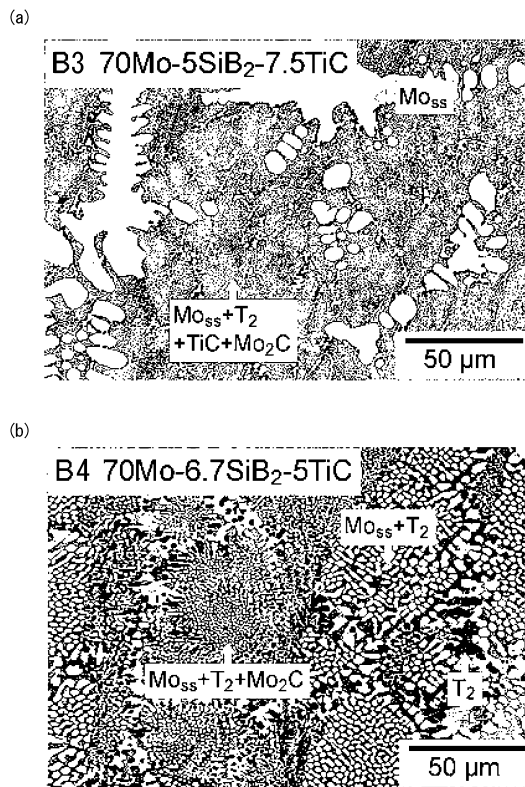 (a)
B3 70Mo-5SiB₂-7.5TiC
Moss
Moss+T₂
+TiC+Mo₂C
50 μm
(b)
B4 70Mo-6.7SiB₂-5TiC
Moss+T₂
Moss+T₂+Mo₂C
T₂
50 μm